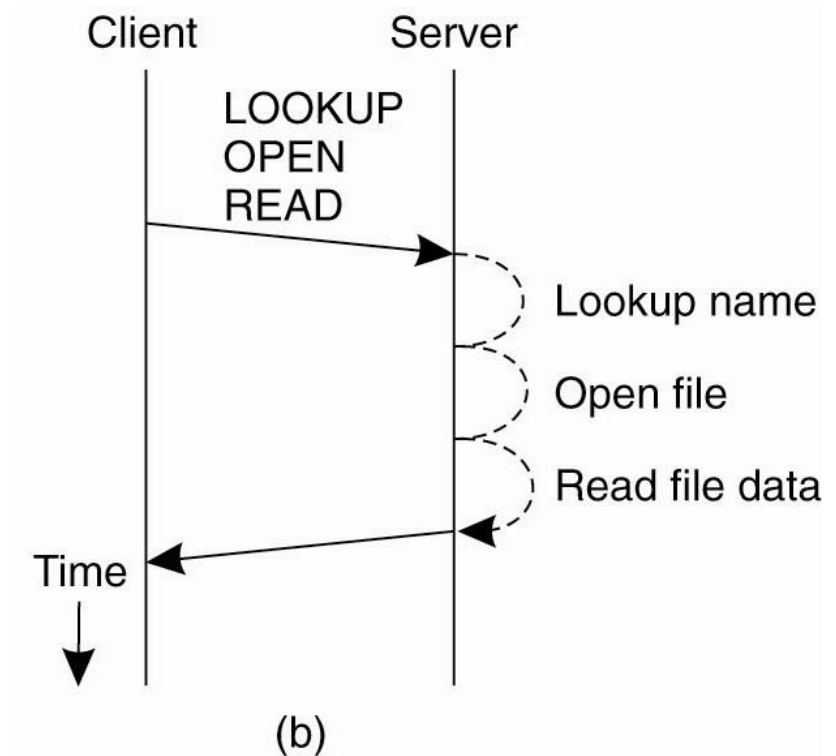 Client
Server
LOOKUP
OPEN
READ
Lookup name
Open file
Read file data
Time
(b)